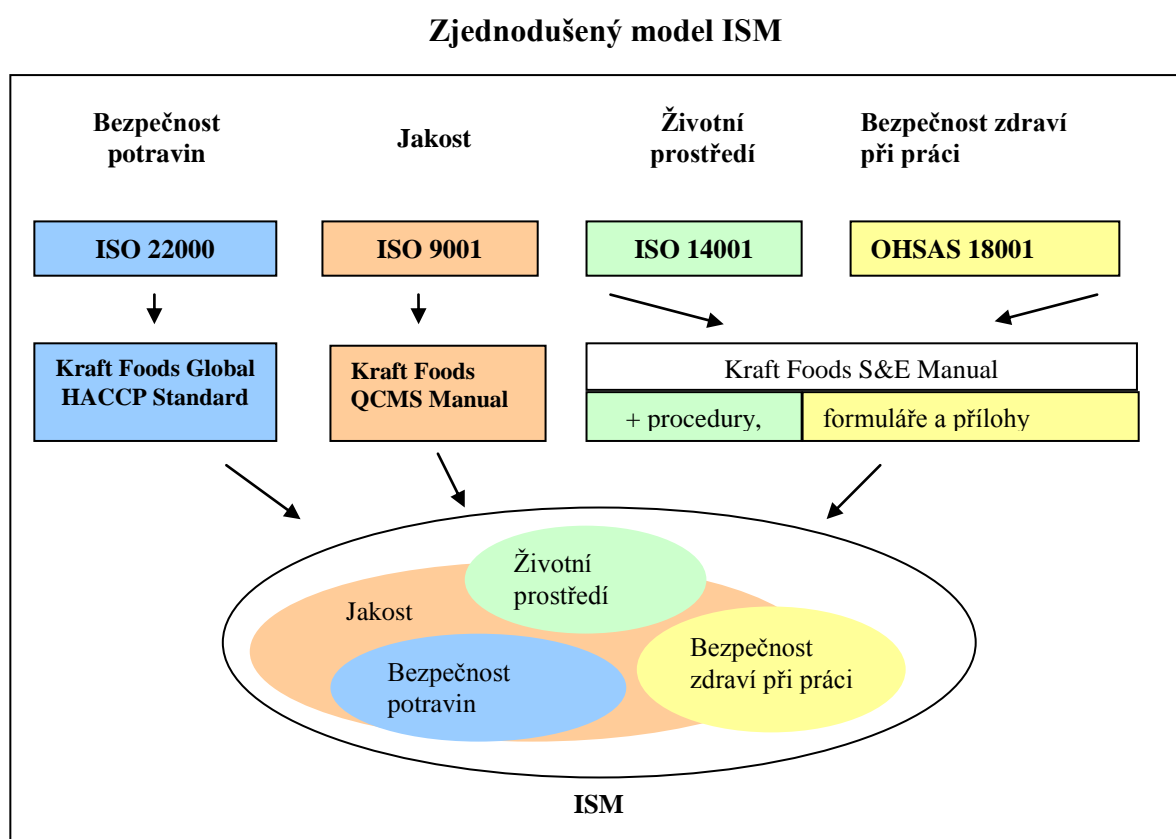 Zjednodušený model ISM
Bezpečnost
potravin
Jakost
Životní
prostředí
Bezpečnost zdraví
při práci
ISO 22000
ISO 9001
ISO 14001
OHSAS 18001
Kraft Foods Global
HACCP Standard
Kraft Foods
QCMS Manual
Kraft Foods S&E Manual
+ procedury,
formuláře a přílohy
Životní
prostředí
Jakost
Bezpečnost
zdraví při práci
Bezpečnost
potravin
ISM